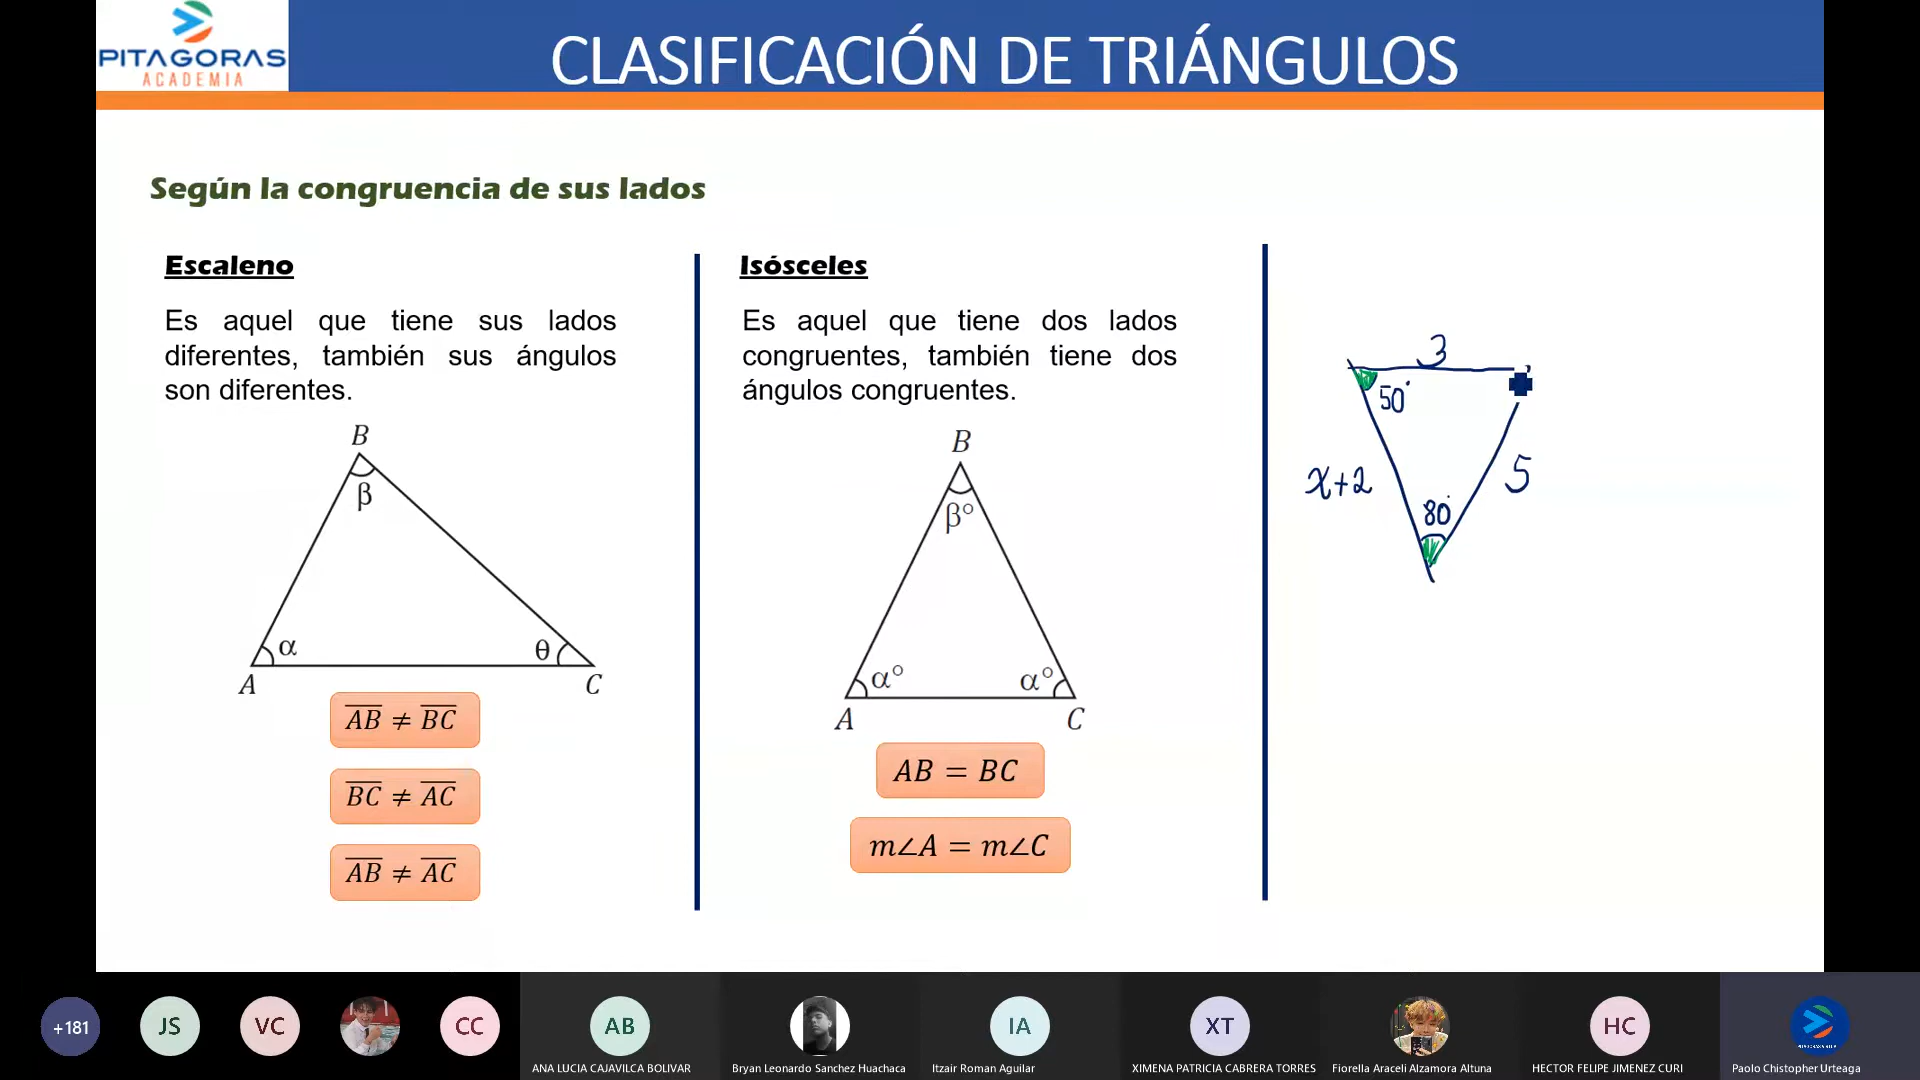 PITAGORAS
ACADEMIA
CLASIFICACIÓN DE TRIÁNGULOS
Según la congruencia de sus lados
Escaleno
Es aquel que tiene sus lados
diferentes, también sus ángulos
son diferentes.
B
β
α
θ
A
C
AB ≠ BC
BC ≠ AC
AB ≠ AC
Isósceles
Es aquel que tiene dos lados
congruentes, también tiene dos
ángulos congruentes.
B
β°
α°
α°
A
C
AB = BC
m∠A = m∠C
3
50°
x+2
5
80°
+181
JS
VC
CC
AB
IA
XT
HC
ANA LUCIA CAJAVILCA BOLIVAR
Bryan Leonardo Sanchez Huachaca
Itzair Roman Aguilar
XIMENA PATRICIA CABRERA TORRES
Fiorella Araceli Alzamora Altuna
HECTOR FELIPE JIMENEZ CURI
Paolo Chistopher Urteaga